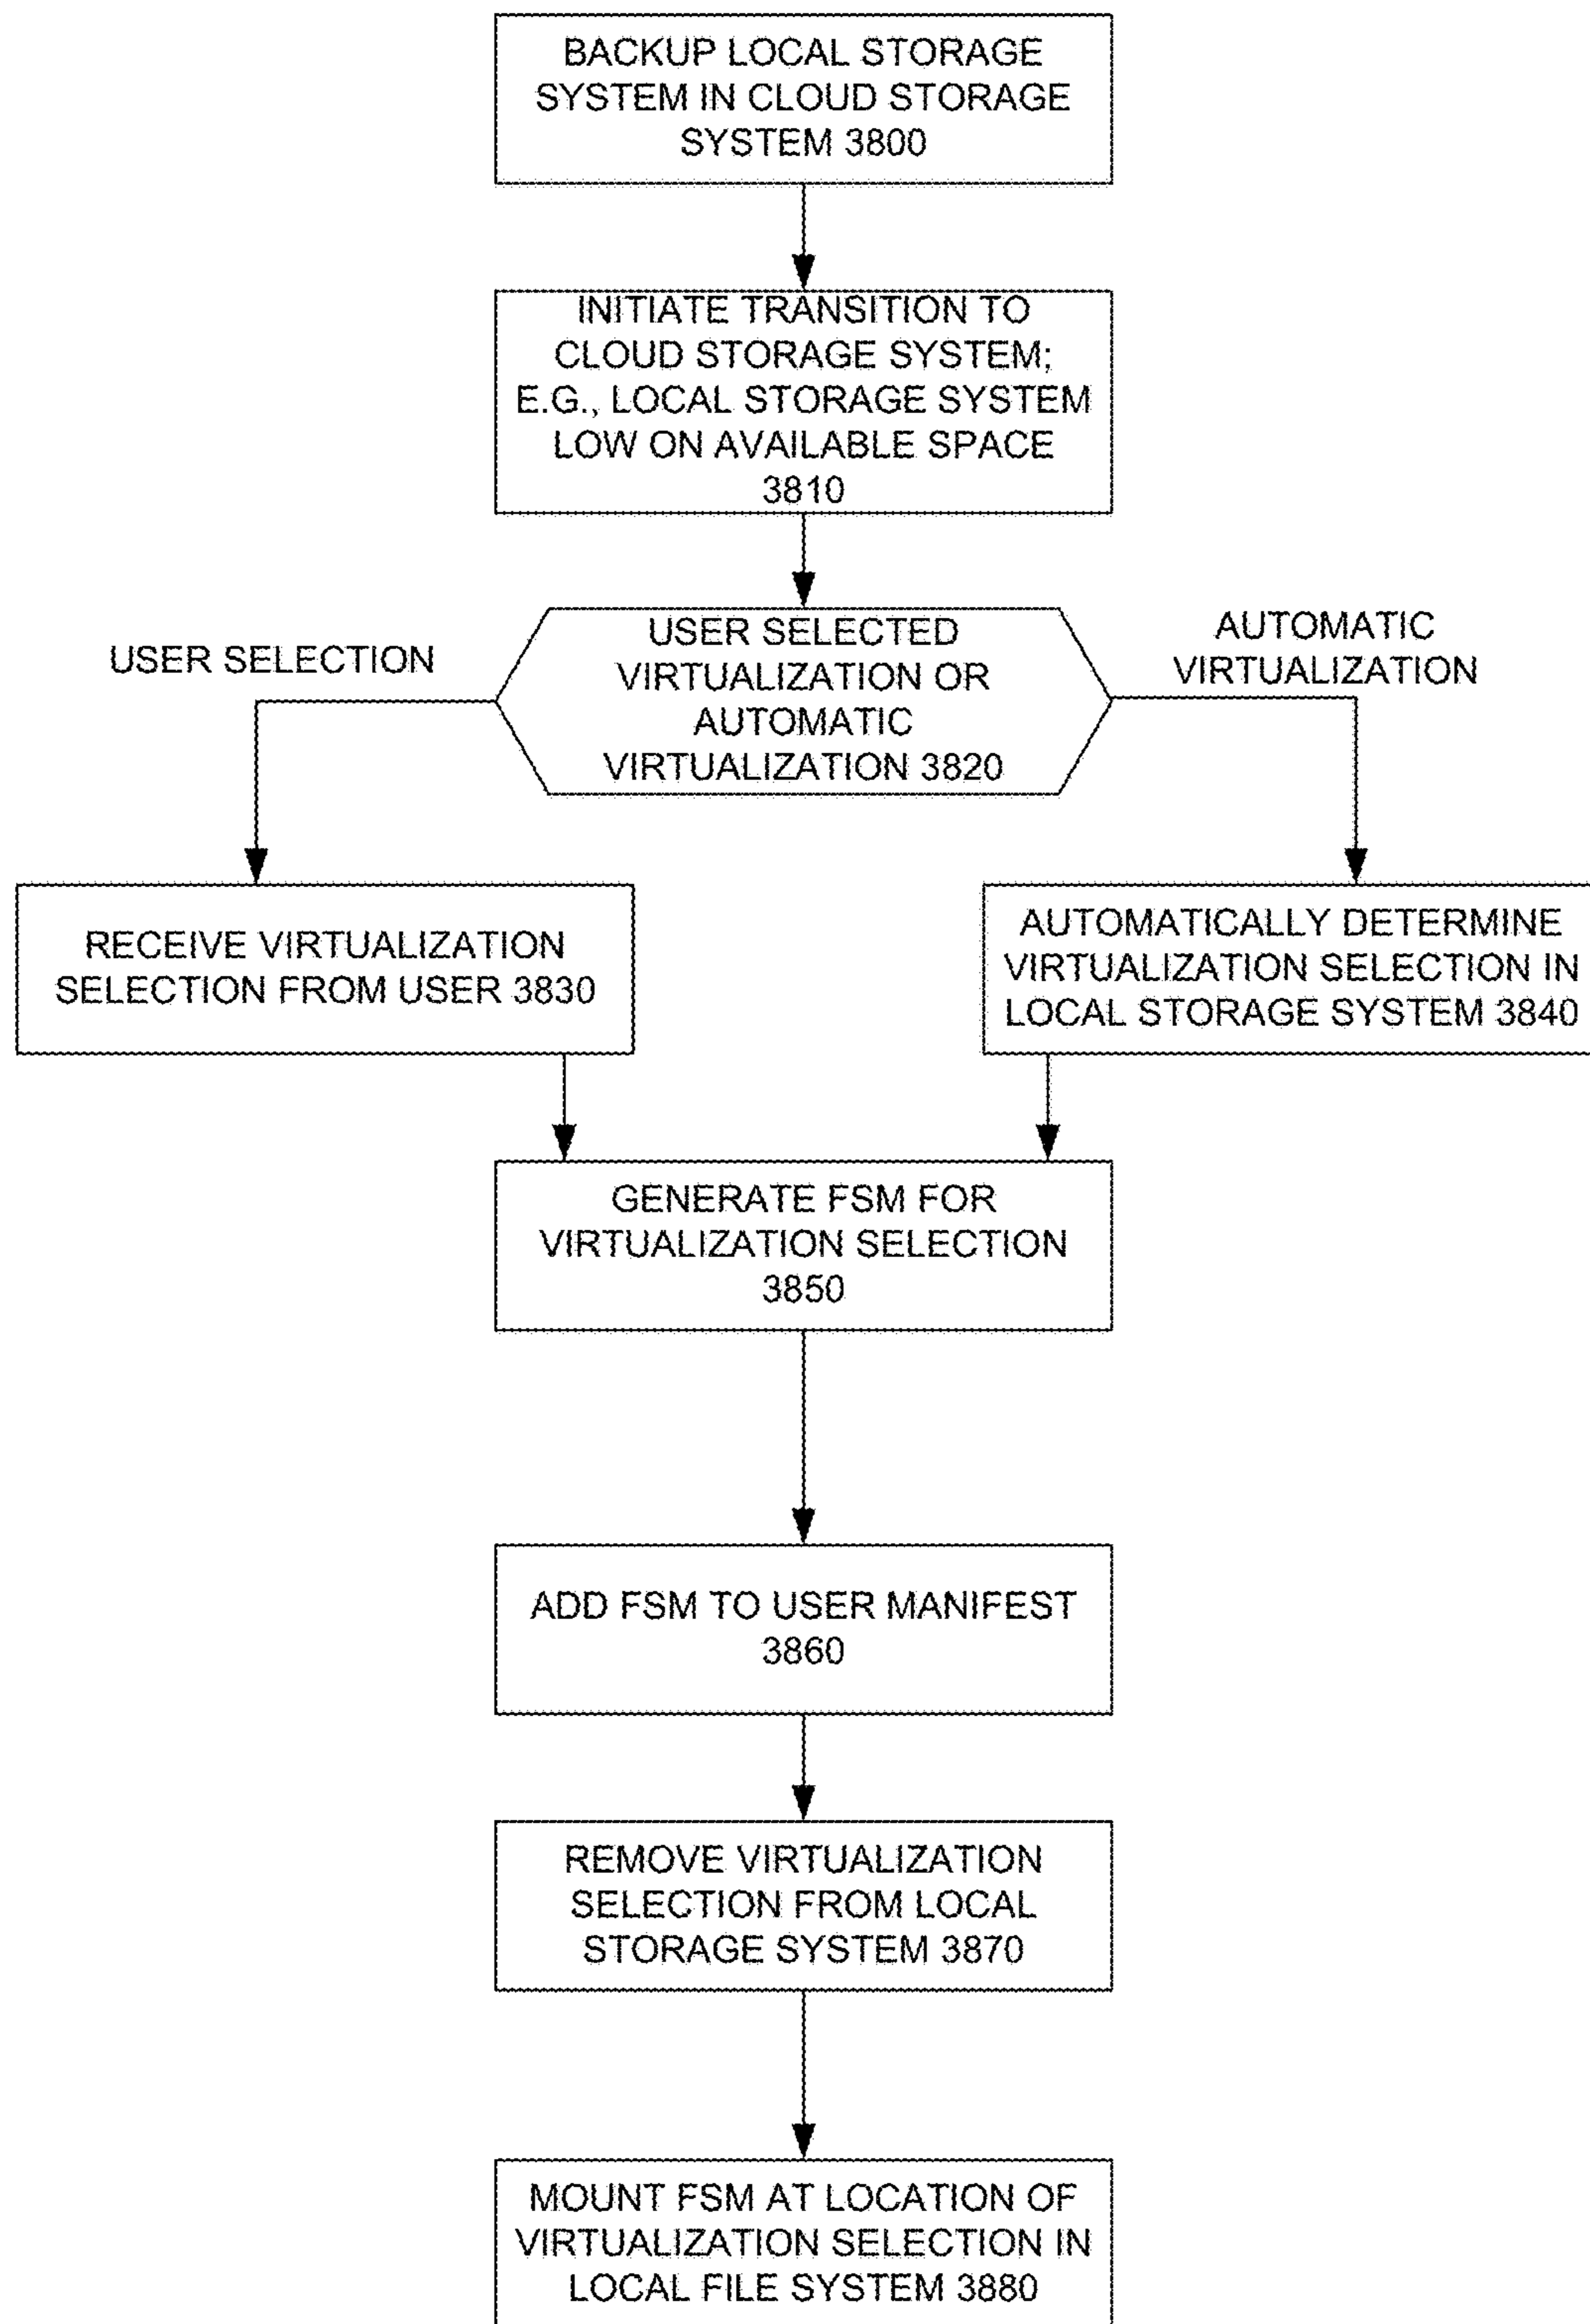 BACKUP LOCAL STORAGE
SYSTEM IN CLOUD STORAGE
SYSTEM 3800
INITIATE TRANSITION TO
CLOUD STORAGE SYSTEM;
E.G., LOCAL STORAGE SYSTEM
LOW ON AVAILABLE SPACE
3810
USER SELECTION
USER SELECTED
VIRTUALIZATION OR
AUTOMATIC
VIRTUALIZATION 3820
AUTOMATIC
VIRTUALIZATION
RECEIVE VIRTUALIZATION
SELECTION FROM USER 3830
AUTOMATICALLY DETERMINE
VIRTUALIZATION SELECTION IN
LOCAL STORAGE SYSTEM 3840
GENERATE FSM FOR
VIRTUALIZATION SELECTION
3850
ADD FSM TO USER MANIFEST
3860
REMOVE VIRTUALIZATION
SELECTION FROM LOCAL
STORAGE SYSTEM 3870
MOUNT FSM AT LOCATION OF
VIRTUALIZATION SELECTION IN
LOCAL FILE SYSTEM 3880